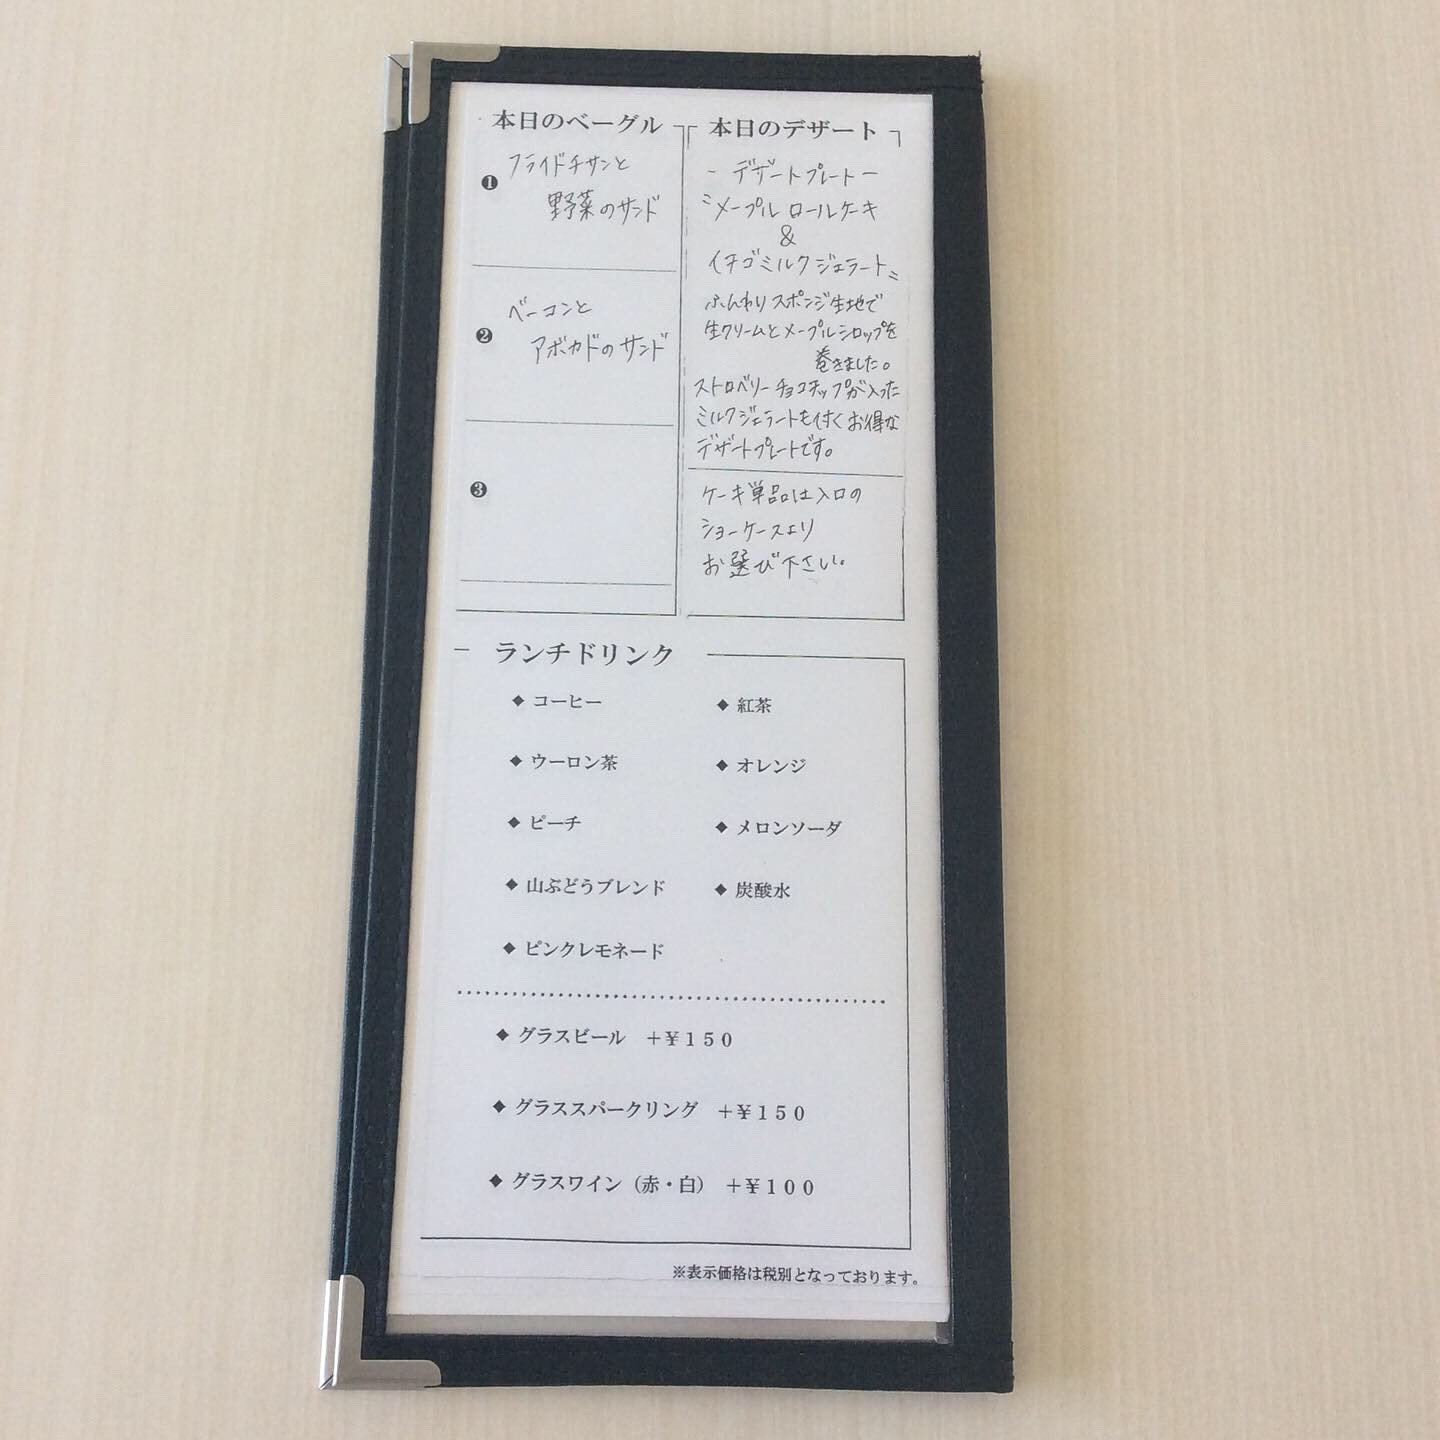 本日のベーグル
❶ フライドチサンと
野菜のサンド
❷ ベーコンと
アボカドのサンド
❸
本日のデザート
- デザートプレート -
〝メープル ロールケーキ
&
イチゴミルクジェラート〟
ふんわりスポンジ生地で
生クリームとメープルシロップを
巻きました。
ストロベリーチョコチップが入った
ミルクジェラートも付くお得な
デザートプレートです。
ケーキ単品は入口の
ショーケースより
お選び下さい。
ランチドリンク
◆ コーヒー ◆ 紅茶
◆ ウーロン茶 ◆ オレンジ
◆ ピーチ ◆ メロンソーダ
◆ 山ぶどうブレンド ◆ 炭酸水
◆ ピンクレモネード
◆ グラスビール +¥150
◆ グラススパークリング +¥150
◆ グラスワイン（赤・白） +¥100
※表示価格は税別となっております。